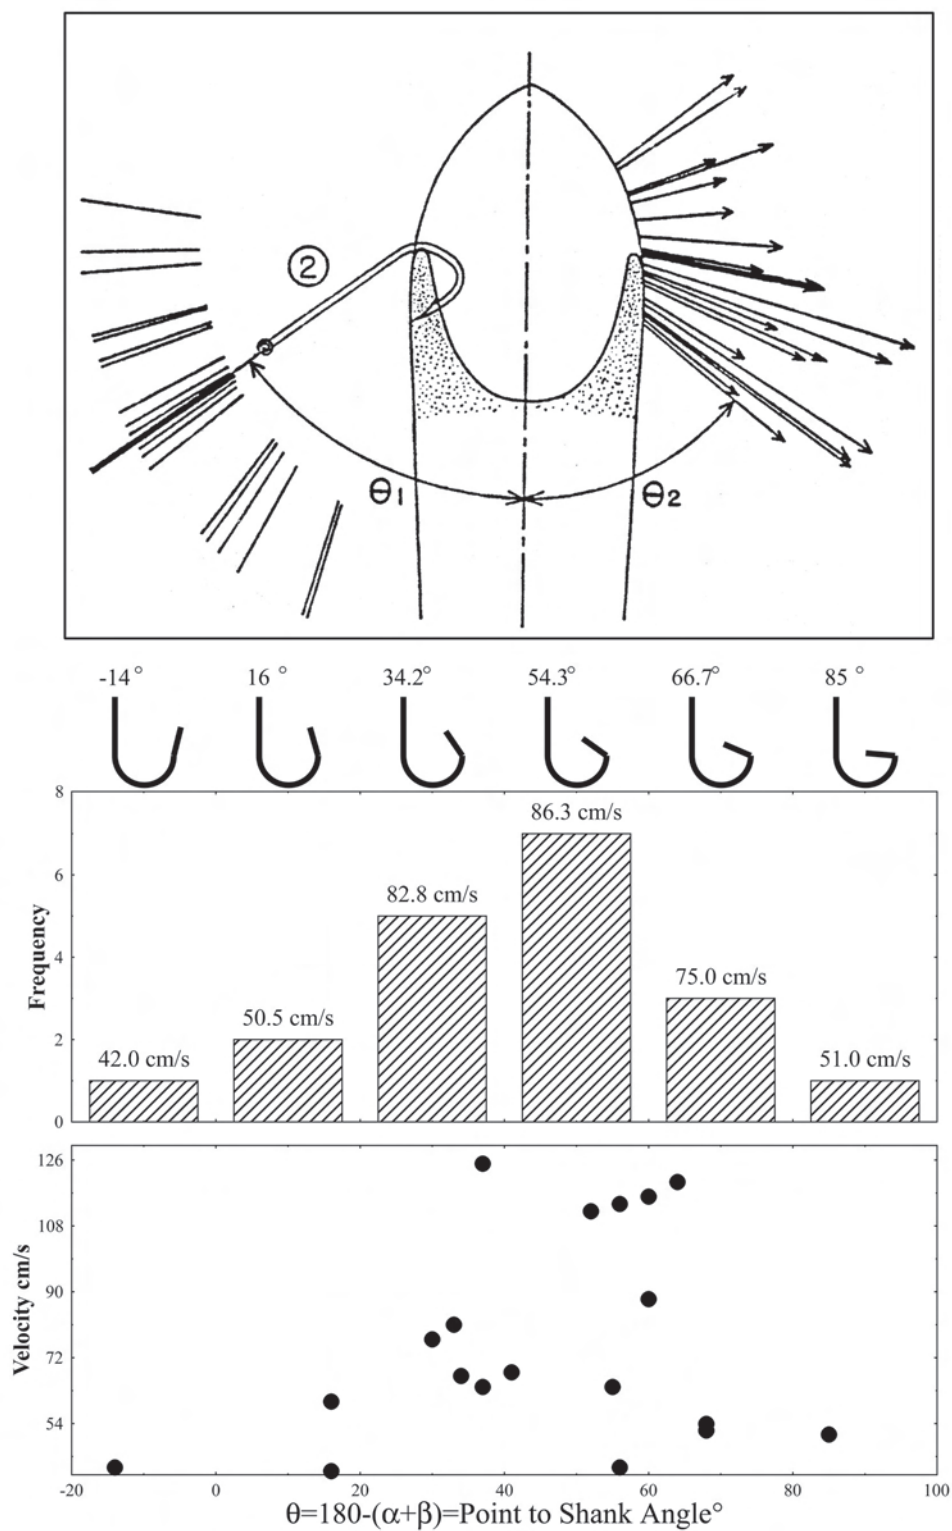 2
θ1
θ2
-14°
16 °
34.2°
54.3°
66.7°
85 °
8
6
4
2
0
Frequency
42.0 cm/s
50.5 cm/s
82.8 cm/s
86.3 cm/s
75.0 cm/s
51.0 cm/s
126
108
90
72
54
Velocity cm/s
-20
0
20
40
60
80
100
θ=180-(α+β)=Point to Shank Angle°